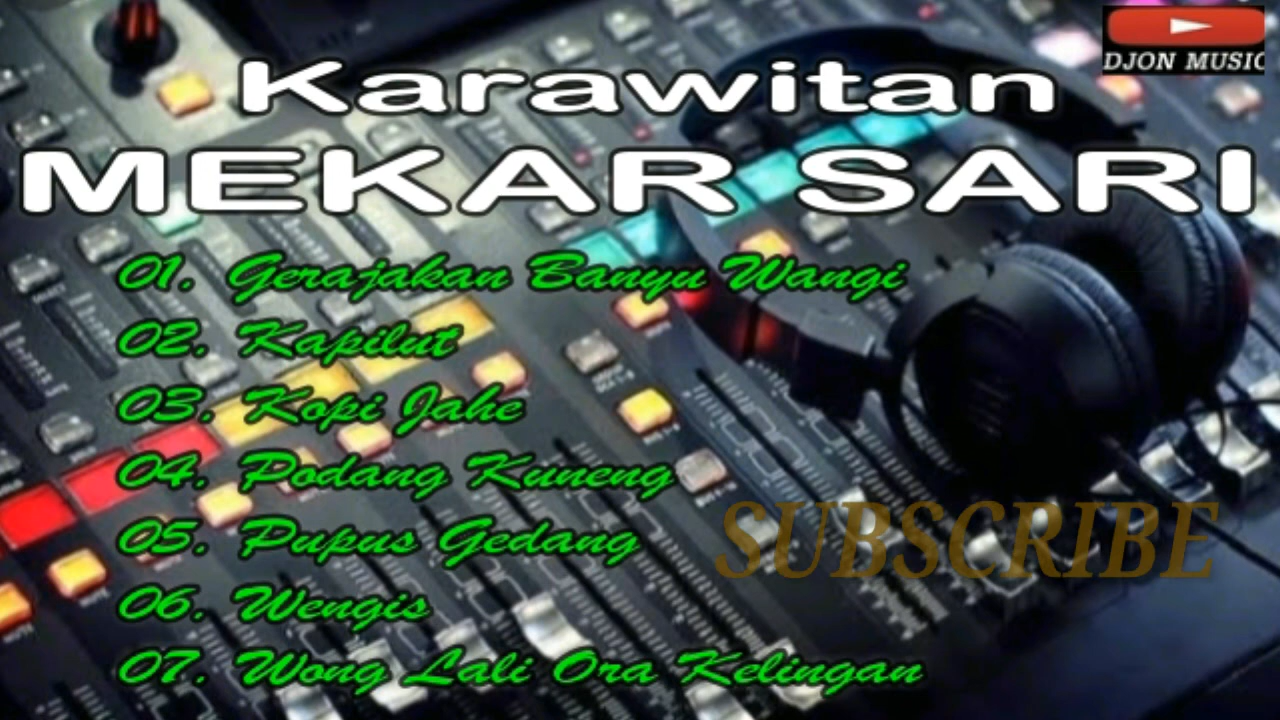 DJON MUSIC
Karawitan
MEKAR SARI
01. Gerajakan Banyu Wangi
02. Kapilut
03. Kopi Jahe
04. Podang Kuneng
05. Pupus Gedang
06. Wengis
07. Wong Lali Ora Kelingan
SUBSCRIBE